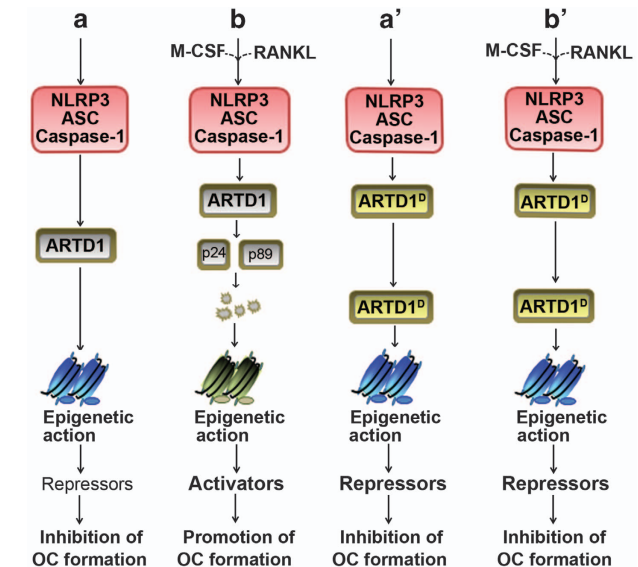 a
NLRP3
ASC
Caspase-1
ARTD1
Epigenetic
action
Repressors
Inhibition of
OC formation
b
M-CSF
RANKL
NLRP3
ASC
Caspase-1
ARTD1
p24
p89
Epigenetic
action
Activators
Promotion of
OC formation
a’
NLRP3
ASC
Caspase-1
ARTD1ᴰ
ARTD1ᴰ
Epigenetic
action
Repressors
Inhibition of
OC formation
b’
M-CSF
RANKL
NLRP3
ASC
Caspase-1
ARTD1ᴰ
ARTD1ᴰ
Epigenetic
action
Repressors
Inhibition of
OC formation